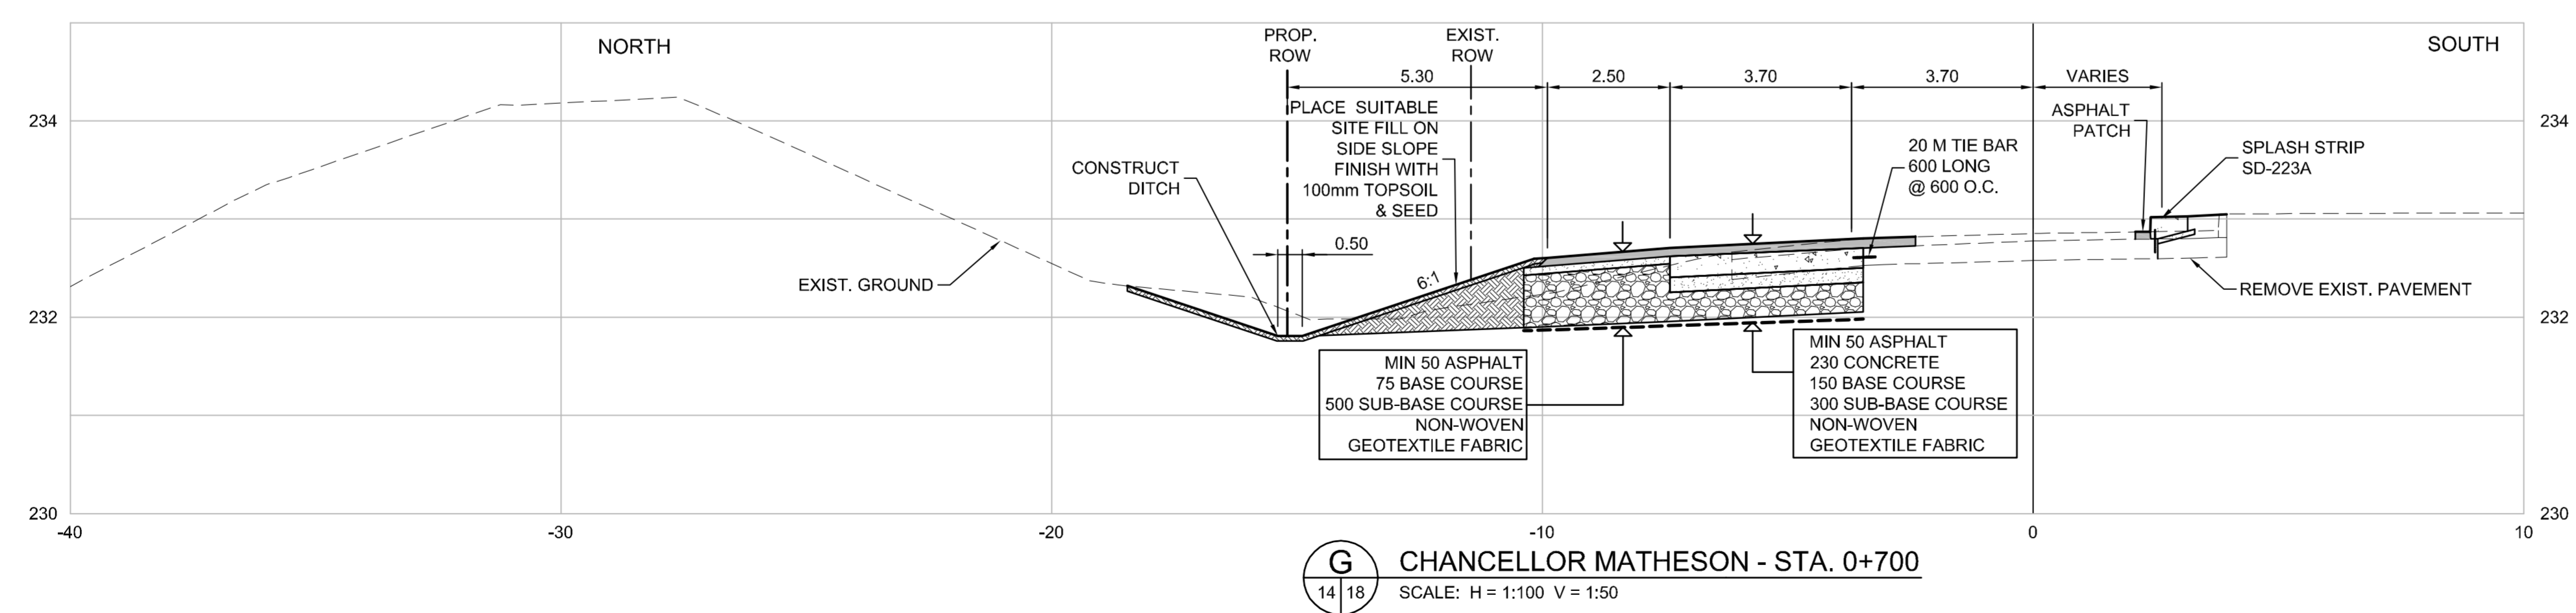 NORTH
SOUTH
PROP.
ROW
EXIST.
ROW
5.30
2.50
3.70
3.70
VARIES
PLACE SUITABLE
SITE FILL ON
SIDE SLOPE
FINISH WITH
100mm TOPSOIL
& SEED
CONSTRUCT
DITCH
0.50
EXIST. GROUND
6:1
20 M TIE BAR
600 LONG
@ 600 O.C.
ASPHALT
PATCH
SPLASH STRIP
SD-223A
REMOVE EXIST. PAVEMENT
MIN 50 ASPHALT
75 BASE COURSE
500 SUB-BASE COURSE
NON-WOVEN
GEOTEXTILE FABRIC
MIN 50 ASPHALT
230 CONCRETE
150 BASE COURSE
300 SUB-BASE COURSE
NON-WOVEN
GEOTEXTILE FABRIC
234
232
230
234
232
230
-40
-30
-20
-10
0
10
G
14 18
CHANCELLOR MATHESON - STA. 0+700
SCALE: H = 1:100 V = 1:50